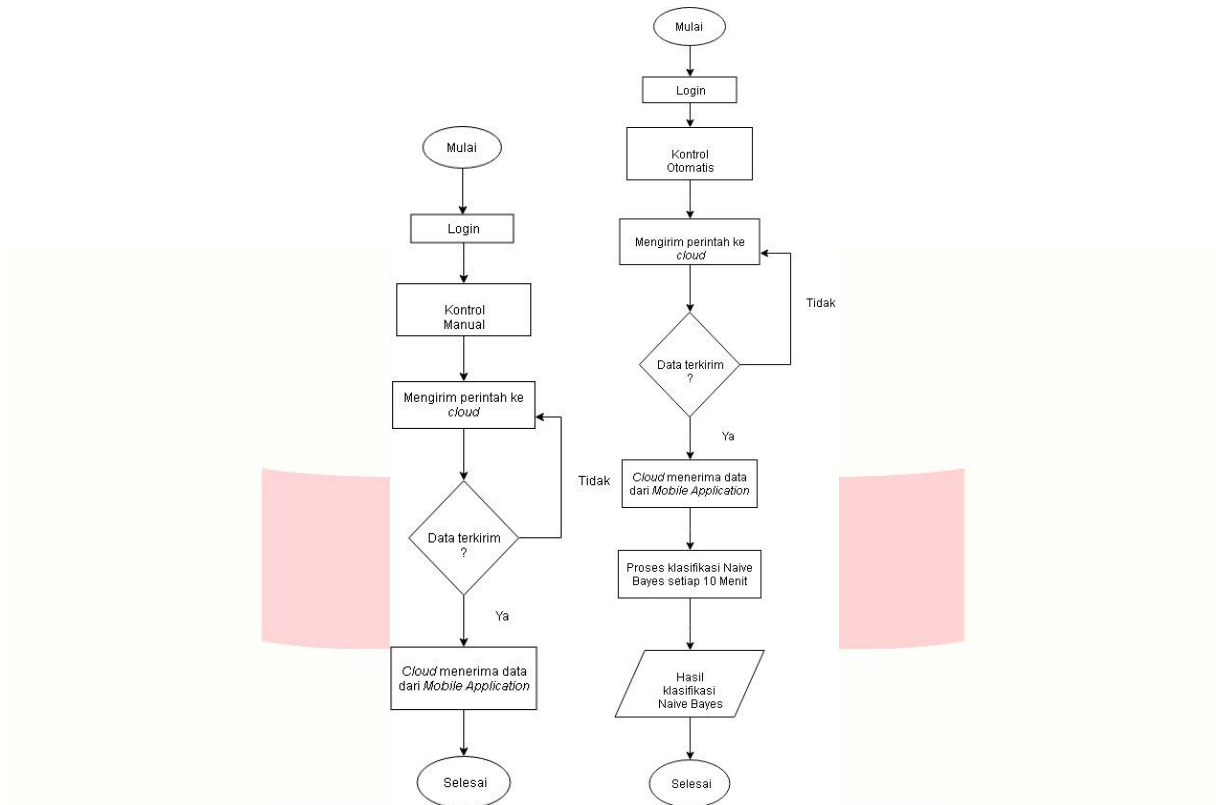 Mulai
Login
Kontrol
Manual
Mengirim perintah ke
cloud
Tidak
Data terkirim
?
Ya
Cloud menerima data
dari Mobile Application
Selesai
Mulai
Login
Kontrol
Otomatis
Mengirim perintah ke
cloud
Tidak
Data terkirim
?
Ya
Cloud menerima data
dari Mobile Application
Proses klasifikasi Naive
Bayes setiap 10 Menit
Hasil
klasifikasi
Naive Bayes
Selesai